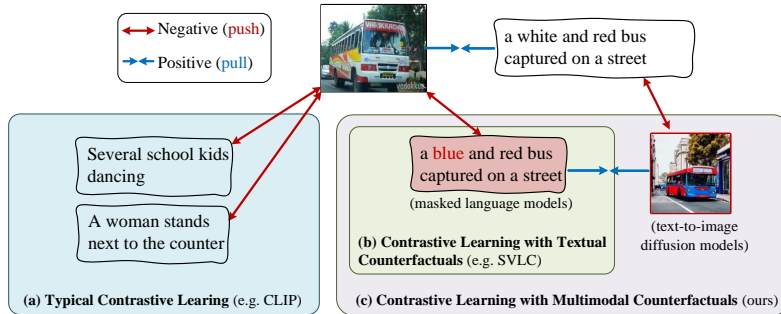 Negative (push)
Positive (pull)
a white and red bus
captured on a street
Several school kids
dancing
A woman stands
next to the counter
a blue and red bus
captured on a street
(masked language models)
(text-to-image
diffusion models)
(b) Contrastive Learning with Textual
Counterfactuals (e.g. SVLC)
(a) Typical Contrastive Learing (e.g. CLIP)
(c) Contrastive Learning with Multimodal Counterfactuals (ours)